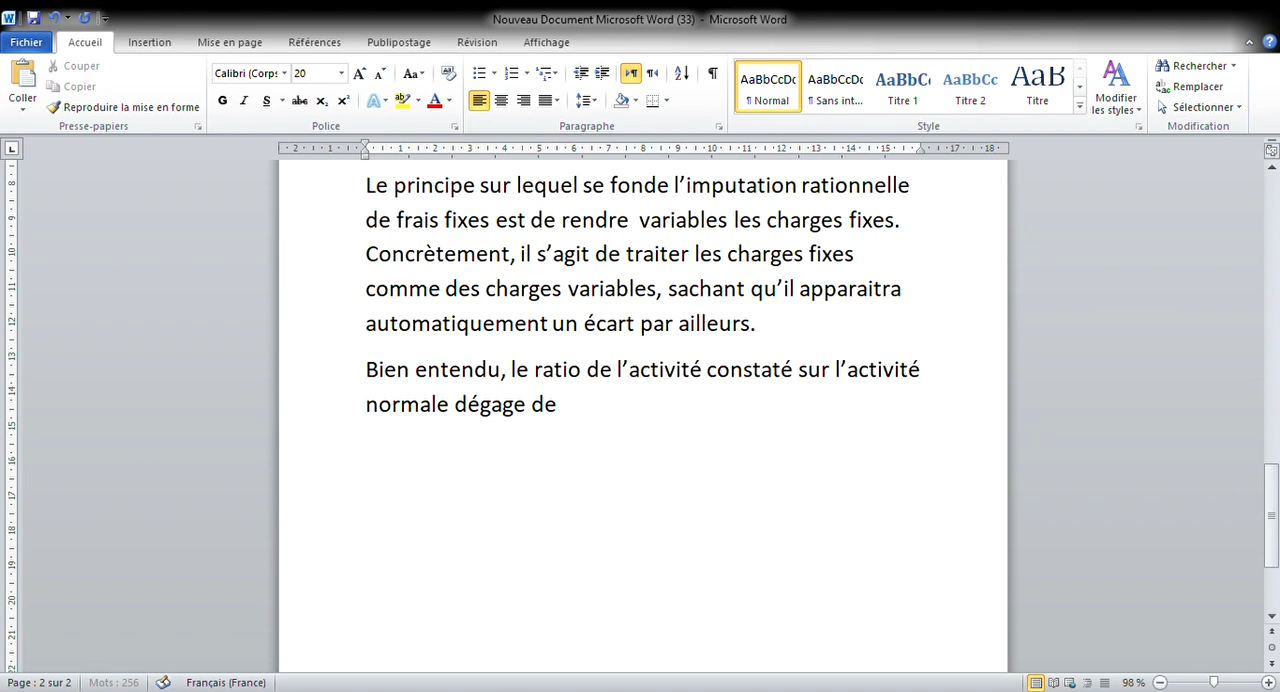 Nouveau Document Microsoft Word (33) - Microsoft Word
Fichier Accueil Insertion Mise en page Références Publipostage Révision Affichage
Coller
Couper
Copier
Reproduire la mise en forme
Presse-papiers
Calibri (Corps 20
Police
Paragraphe
AaBbCcDc AaBbCcDc AaBbC AaBbCc AaB
¶ Normal ¶ Sans int... Titre 1 Titre 2 Titre
Style
Modifier
les styles
Rechercher
Remplacer
Sélectionner
Modification
Le principe sur lequel se fonde l’imputation rationnelle
de frais fixes est de rendre  variables les charges fixes.
Concrètement, il s’agit de traiter les charges fixes
comme des charges variables, sachant qu’il apparaitra
automatiquement un écart par ailleurs.
Bien entendu, le ratio de l’activité constaté sur l’activité
normale dégage de
Page : 2 sur 2 Mots : 256 Français (France) 98 %